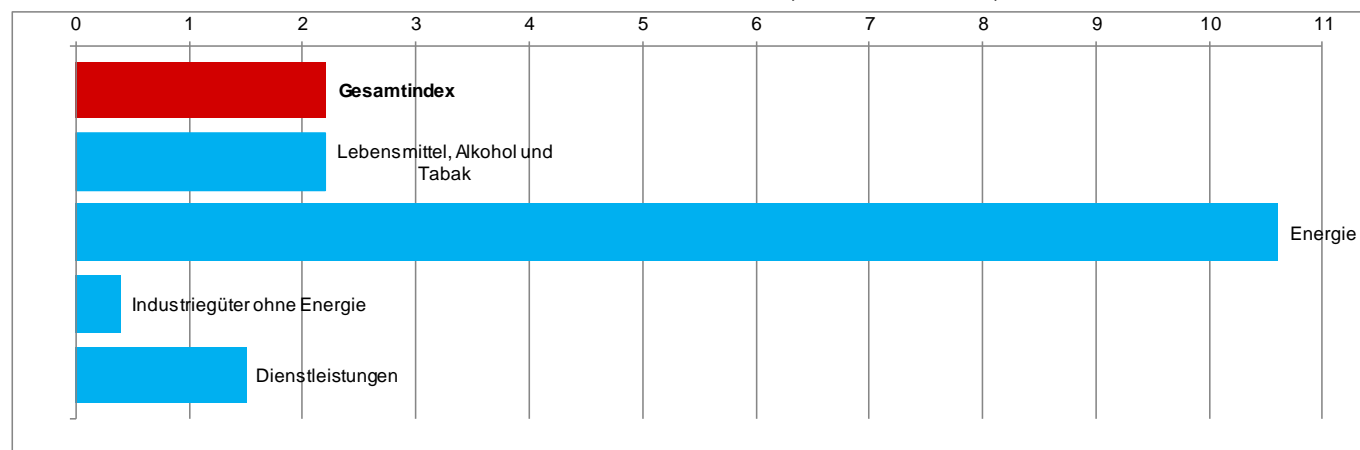 0 1 2 3 4 5 6 7 8 9 10 11
Gesamtindex
Lebensmittel, Alkohol und
Tabak
Energie
Industriegüter ohne Energie
Dienstleistungen